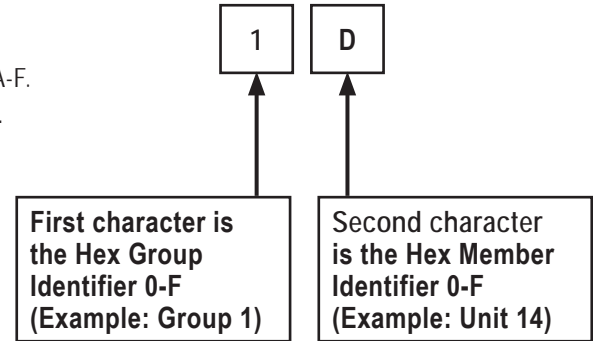 1 D
A-F.
.
First character is
the Hex Group
Identifier 0-F
(Example: Group 1)
Second character
is the Hex Member
Identifier 0-F
(Example: Unit 14)